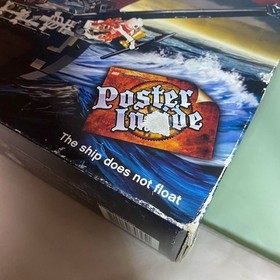 Poster
Inside
The ship does not float